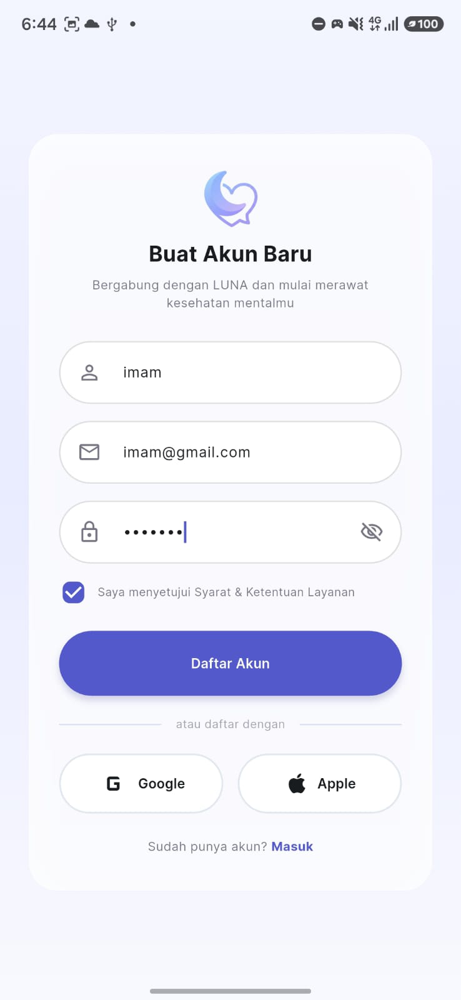 6:44
4G
100
Buat Akun Baru
Bergabung dengan LUNA dan mulai merawat
kesehatan mentalmu
imam
imam@gmail.com
•••••••
Saya menyetujui Syarat & Ketentuan Layanan
Daftar Akun
atau daftar dengan
G Google
Apple
Sudah punya akun? Masuk